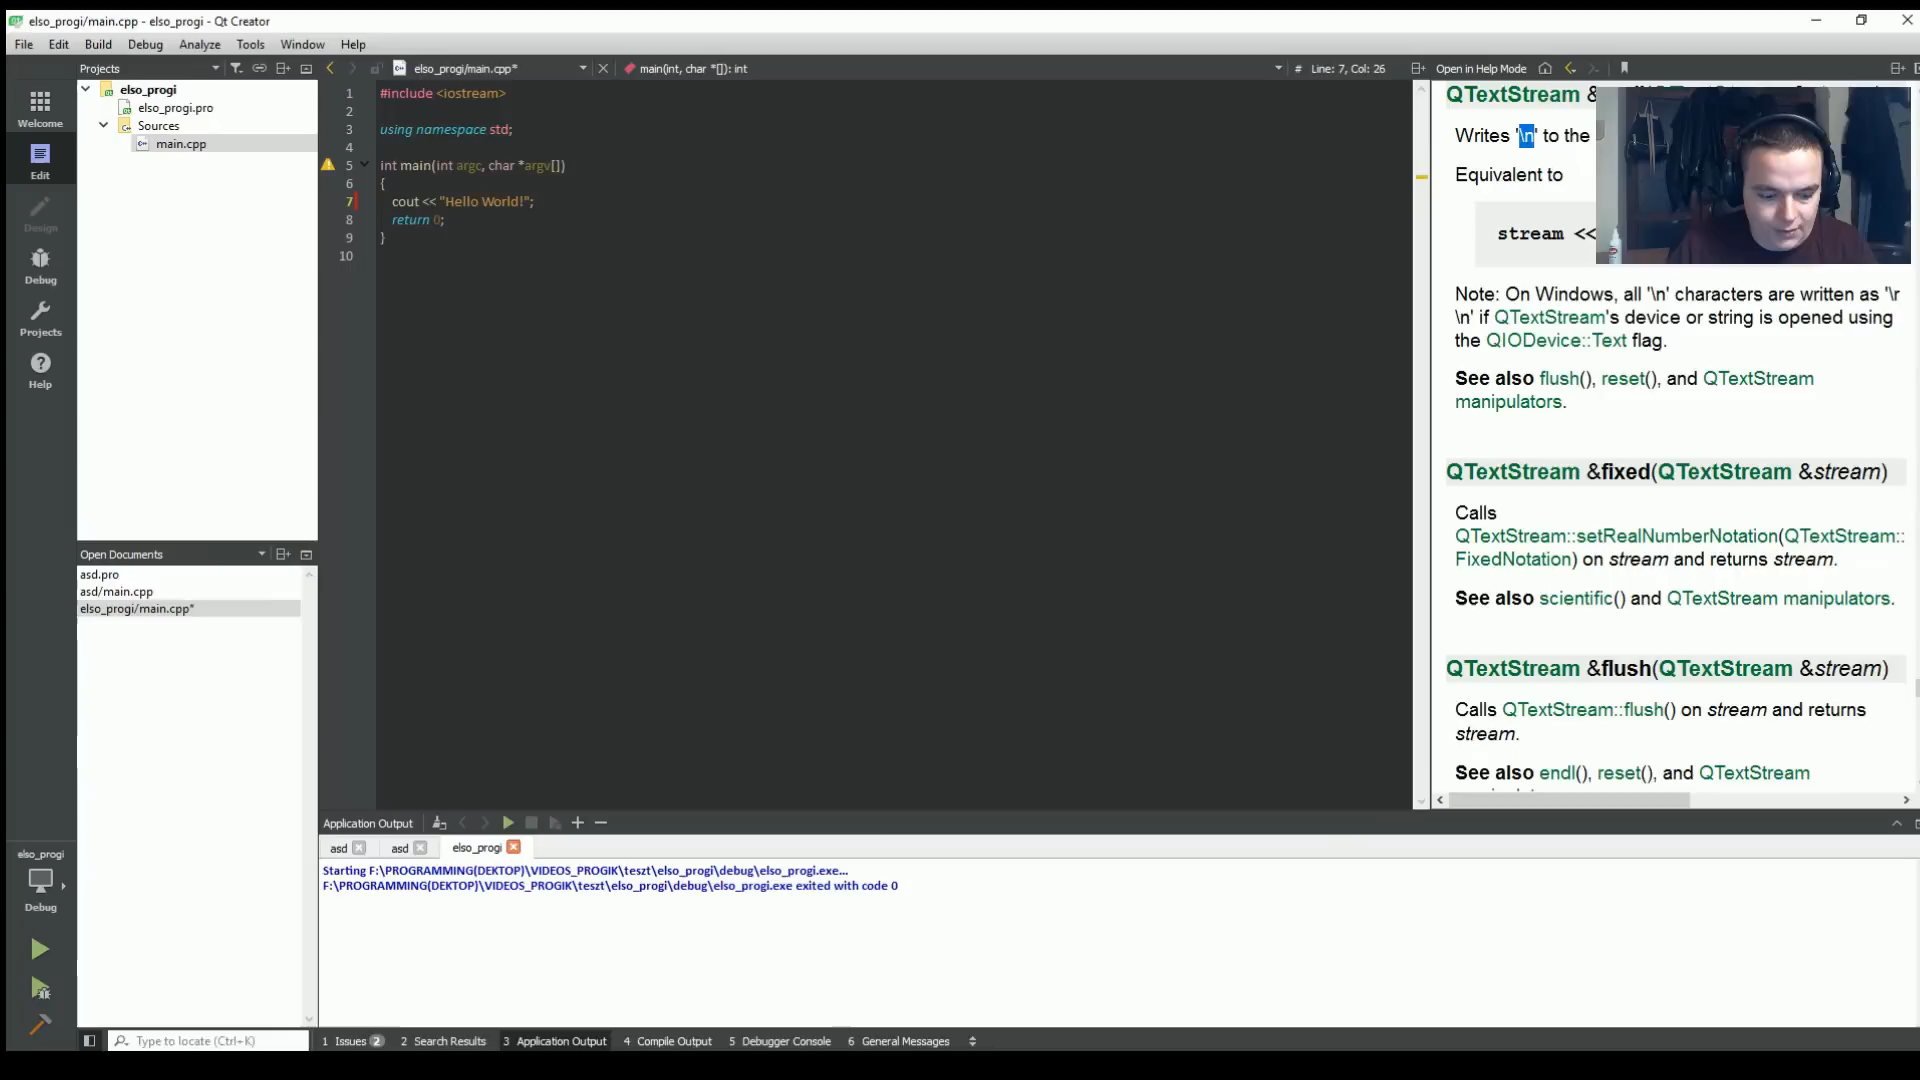 elso_progi/main.cpp - elso_progi - Qt Creator
File Edit Build Debug Analyze Tools Window Help
Projects
elso_progi/main.cpp*
main(int, char *[]): int
# Line: 7, Col: 26
Open in Help Mode
Welcome
Edit
Design
Debug
Projects
Help
elso_progi
elso_progi.pro
Sources
main.cpp
Open Documents
asd.pro
asd/main.cpp
elso_progi/main.cpp*
1 #include <iostream>
2
3 using namespace std;
4
5 int main(int argc, char *argv[])
6 {
7 cout << "Hello World!";
8 return 0;
9 }
10
QTextStream &
Writes '\n' to the
Equivalent to
stream <<
Note: On Windows, all '\n' characters are written as '\r
\n' if QTextStream's device or string is opened using
the QIODevice::Text flag.
See also flush(), reset(), and QTextStream
manipulators.
QTextStream &fixed(QTextStream &stream)
Calls
QTextStream::setRealNumberNotation(QTextStream::
FixedNotation) on stream and returns stream.
See also scientific() and QTextStream manipulators.
QTextStream &flush(QTextStream &stream)
Calls QTextStream::flush() on stream and returns
stream.
See also endl(), reset(), and QTextStream
Application Output
asd asd elso_progi
Starting F:\PROGRAMMING(DEKTOP)\VIDEOS_PROGIK\teszt\elso_progi\debug\elso_progi.exe...
F:\PROGRAMMING(DEKTOP)\VIDEOS_PROGIK\teszt\elso_progi\debug\elso_progi.exe exited with code 0
elso_progi
Debug
Type to locate (Ctrl+K)
1 Issues 2 2 Search Results 3 Application Output 4 Compile Output 5 Debugger Console 6 General Messages